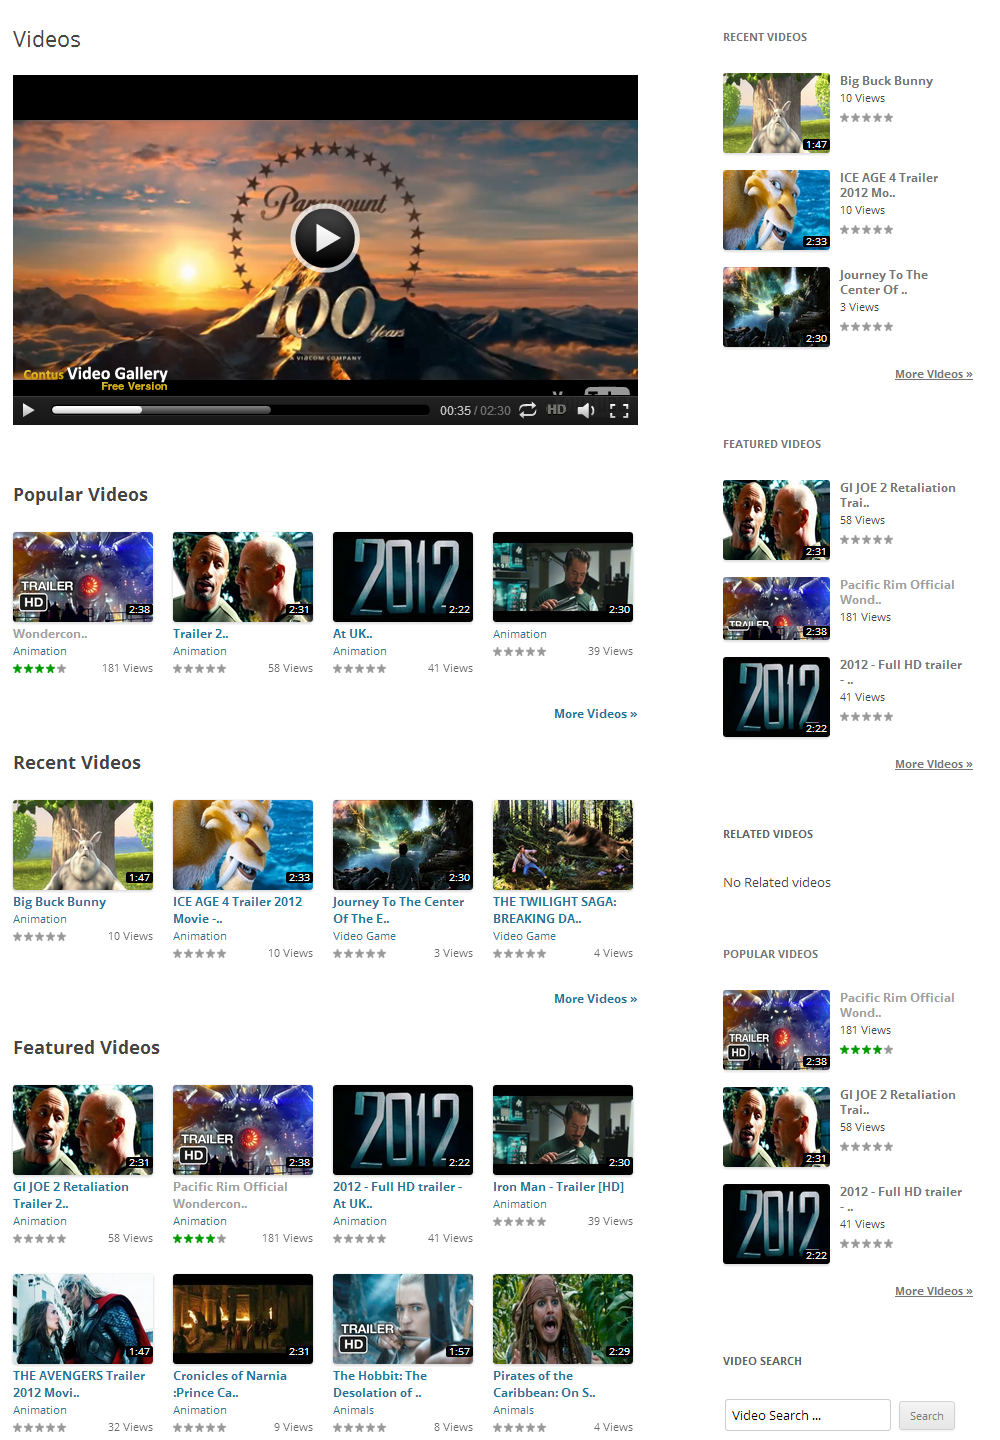 Videos
Paramount
100 Years
A VIACOM COMPANY
Contus Video Gallery
Free Version
00:35 / 02:30
HD
Popular Videos
TRAILER
HD
2:38
2:31
2012
2:22
2:30
Wondercon..
Trailer 2..
At UK..
Animation
Animation
Animation
Animation
181 Views
58 Views
41 Views
39 Views
More Videos »
Recent Videos
1:47
2:33
2:30
Big Buck Bunny
ICE AGE 4 Trailer 2012
Movie -..
Journey To The Center
Of The E..
THE TWILIGHT SAGA:
BREAKING DA..
Animation
Animation
Video Game
Video Game
10 Views
10 Views
3 Views
4 Views
More Videos »
Featured Videos
2:31
TRAILER
HD
2:38
2012
2:22
2:30
GI JOE 2 Retaliation
Trailer 2..
Pacific Rim Official
Wondercon..
2012 - Full HD trailer -
At UK..
Iron Man - Trailer [HD]
Animation
Animation
Animation
Animation
58 Views
181 Views
41 Views
39 Views
1:47
2:31
TRAILER
HD
1:57
2:29
THE AVENGERS Trailer
2012 Movi..
Cronicles of Narnia
:Prince Ca..
The Hobbit: The
Desolation of ..
Pirates of the
Caribbean: On S..
Animation
Animation
Animals
Animals
32 Views
9 Views
8 Views
4 Views
RECENT VIDEOS
1:47
Big Buck Bunny
10 Views
2:33
ICE AGE 4 Trailer
2012 Mo..
10 Views
2:30
Journey To The
Center Of ..
3 Views
More Videos »
FEATURED VIDEOS
2:31
GI JOE 2 Retaliation
Trai..
58 Views
TRAILER
2:38
Pacific Rim Official
Wond..
181 Views
2012
2:22
2012 - Full HD trailer
- ..
41 Views
More Videos »
RELATED VIDEOS
No Related videos
POPULAR VIDEOS
TRAILER
HD
2:38
Pacific Rim Official
Wond..
181 Views
2:31
GI JOE 2 Retaliation
Trai..
58 Views
2012
2:22
2012 - Full HD trailer
- ..
41 Views
More Videos »
VIDEO SEARCH
Video Search ...
Search